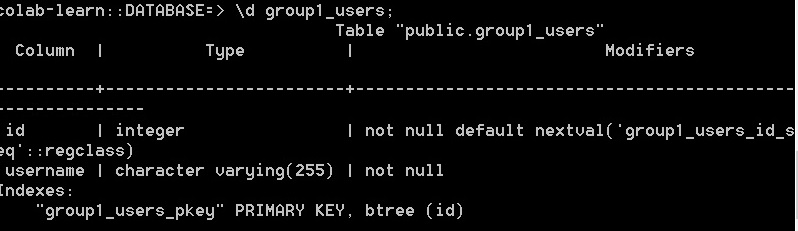 colab-learn::DATABASE=> \d group1_users;
                                  Table "public.group1_users"
  Column  |          Type          |                         Modifiers

----------+------------------------+--------------------------------------------
---------------
 id       | integer                | not null default nextval('group1_users_id_s
eq'::regclass)
 username | character varying(255) | not null
Indexes:
    "group1_users_pkey" PRIMARY KEY, btree (id)